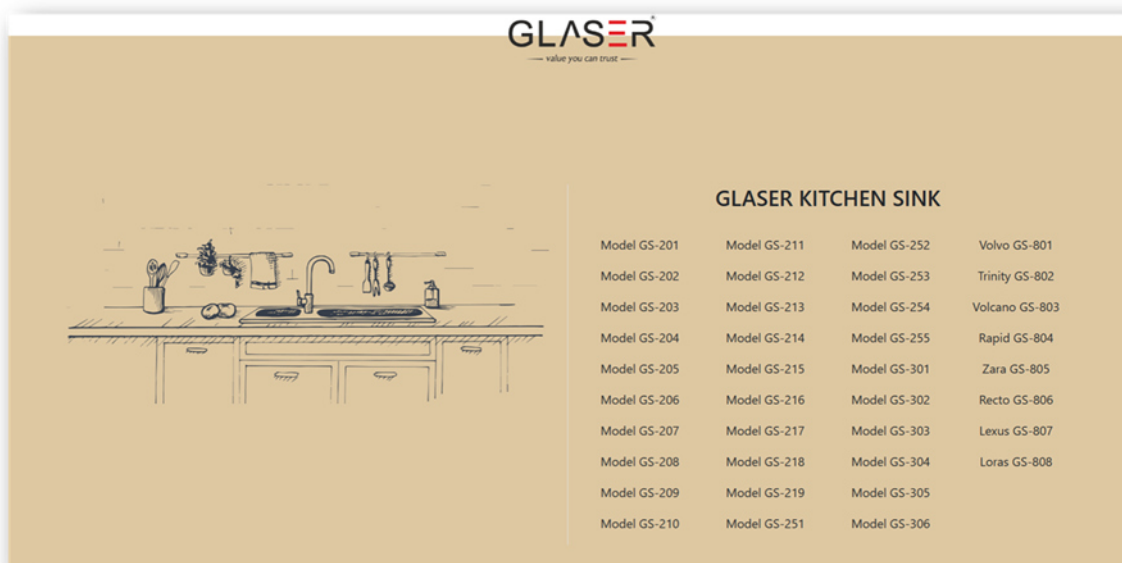 GLASER
value you can trust
GLASER KITCHEN SINK
Model GS-201
Model GS-202
Model GS-203
Model GS-204
Model GS-205
Model GS-206
Model GS-207
Model GS-208
Model GS-209
Model GS-210
Model GS-211
Model GS-212
Model GS-213
Model GS-214
Model GS-215
Model GS-216
Model GS-217
Model GS-218
Model GS-219
Model GS-251
Model GS-252
Model GS-253
Model GS-254
Model GS-255
Model GS-301
Model GS-302
Model GS-303
Model GS-304
Model GS-305
Model GS-306
Volvo GS-801
Trinity GS-802
Volcano GS-803
Rapid GS-804
Zara GS-805
Recto GS-806
Lexus GS-807
Loras GS-808